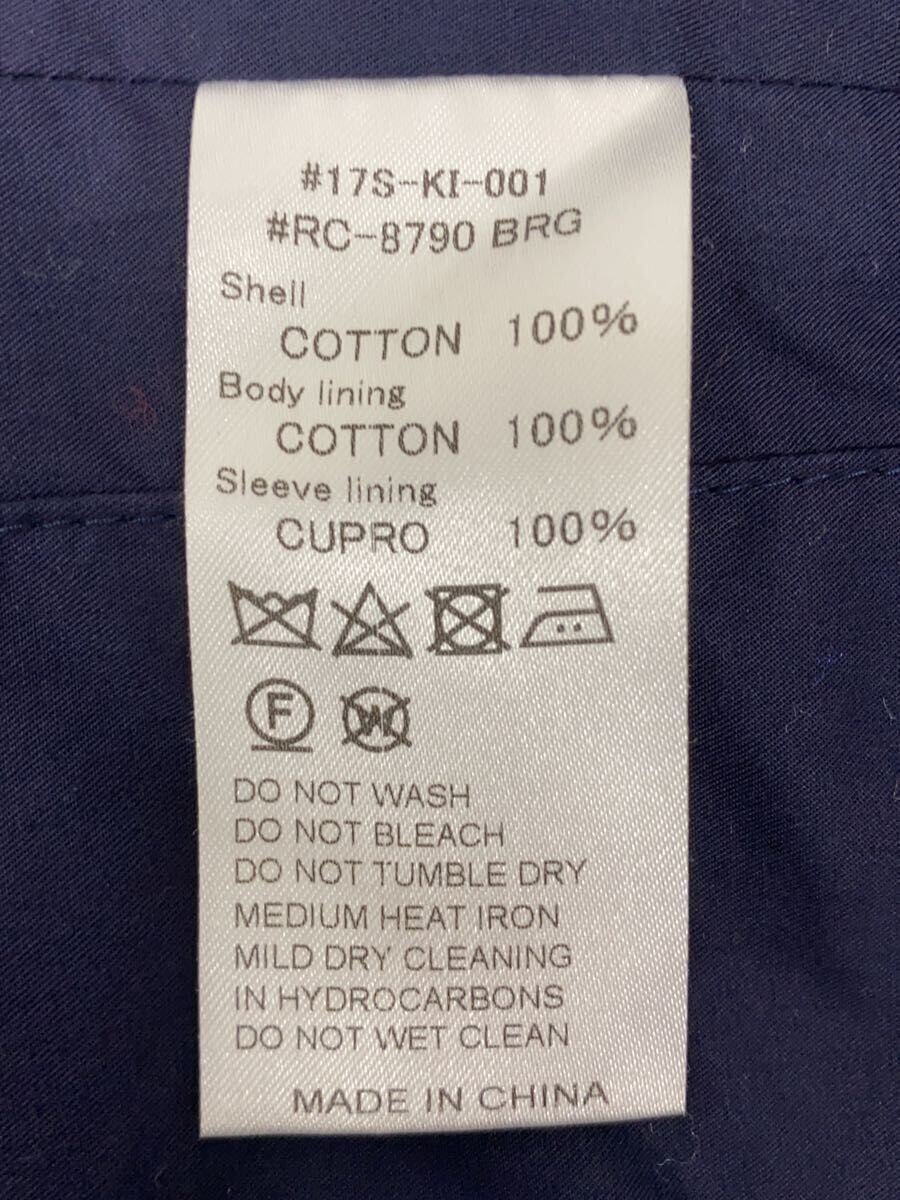 #17S-KI-001
#RC-8790 BRG
Shell
COTTON 100%
Body lining
COTTON 100%
Sleeve lining
CUPRO 100%
F
W
DO NOT WASH
DO NOT BLEACH
DO NOT TUMBLE DRY
MEDIUM HEAT IRON
MILD DRY CLEANING
IN HYDROCARBONS
DO NOT WET CLEAN
MADE IN CHINA